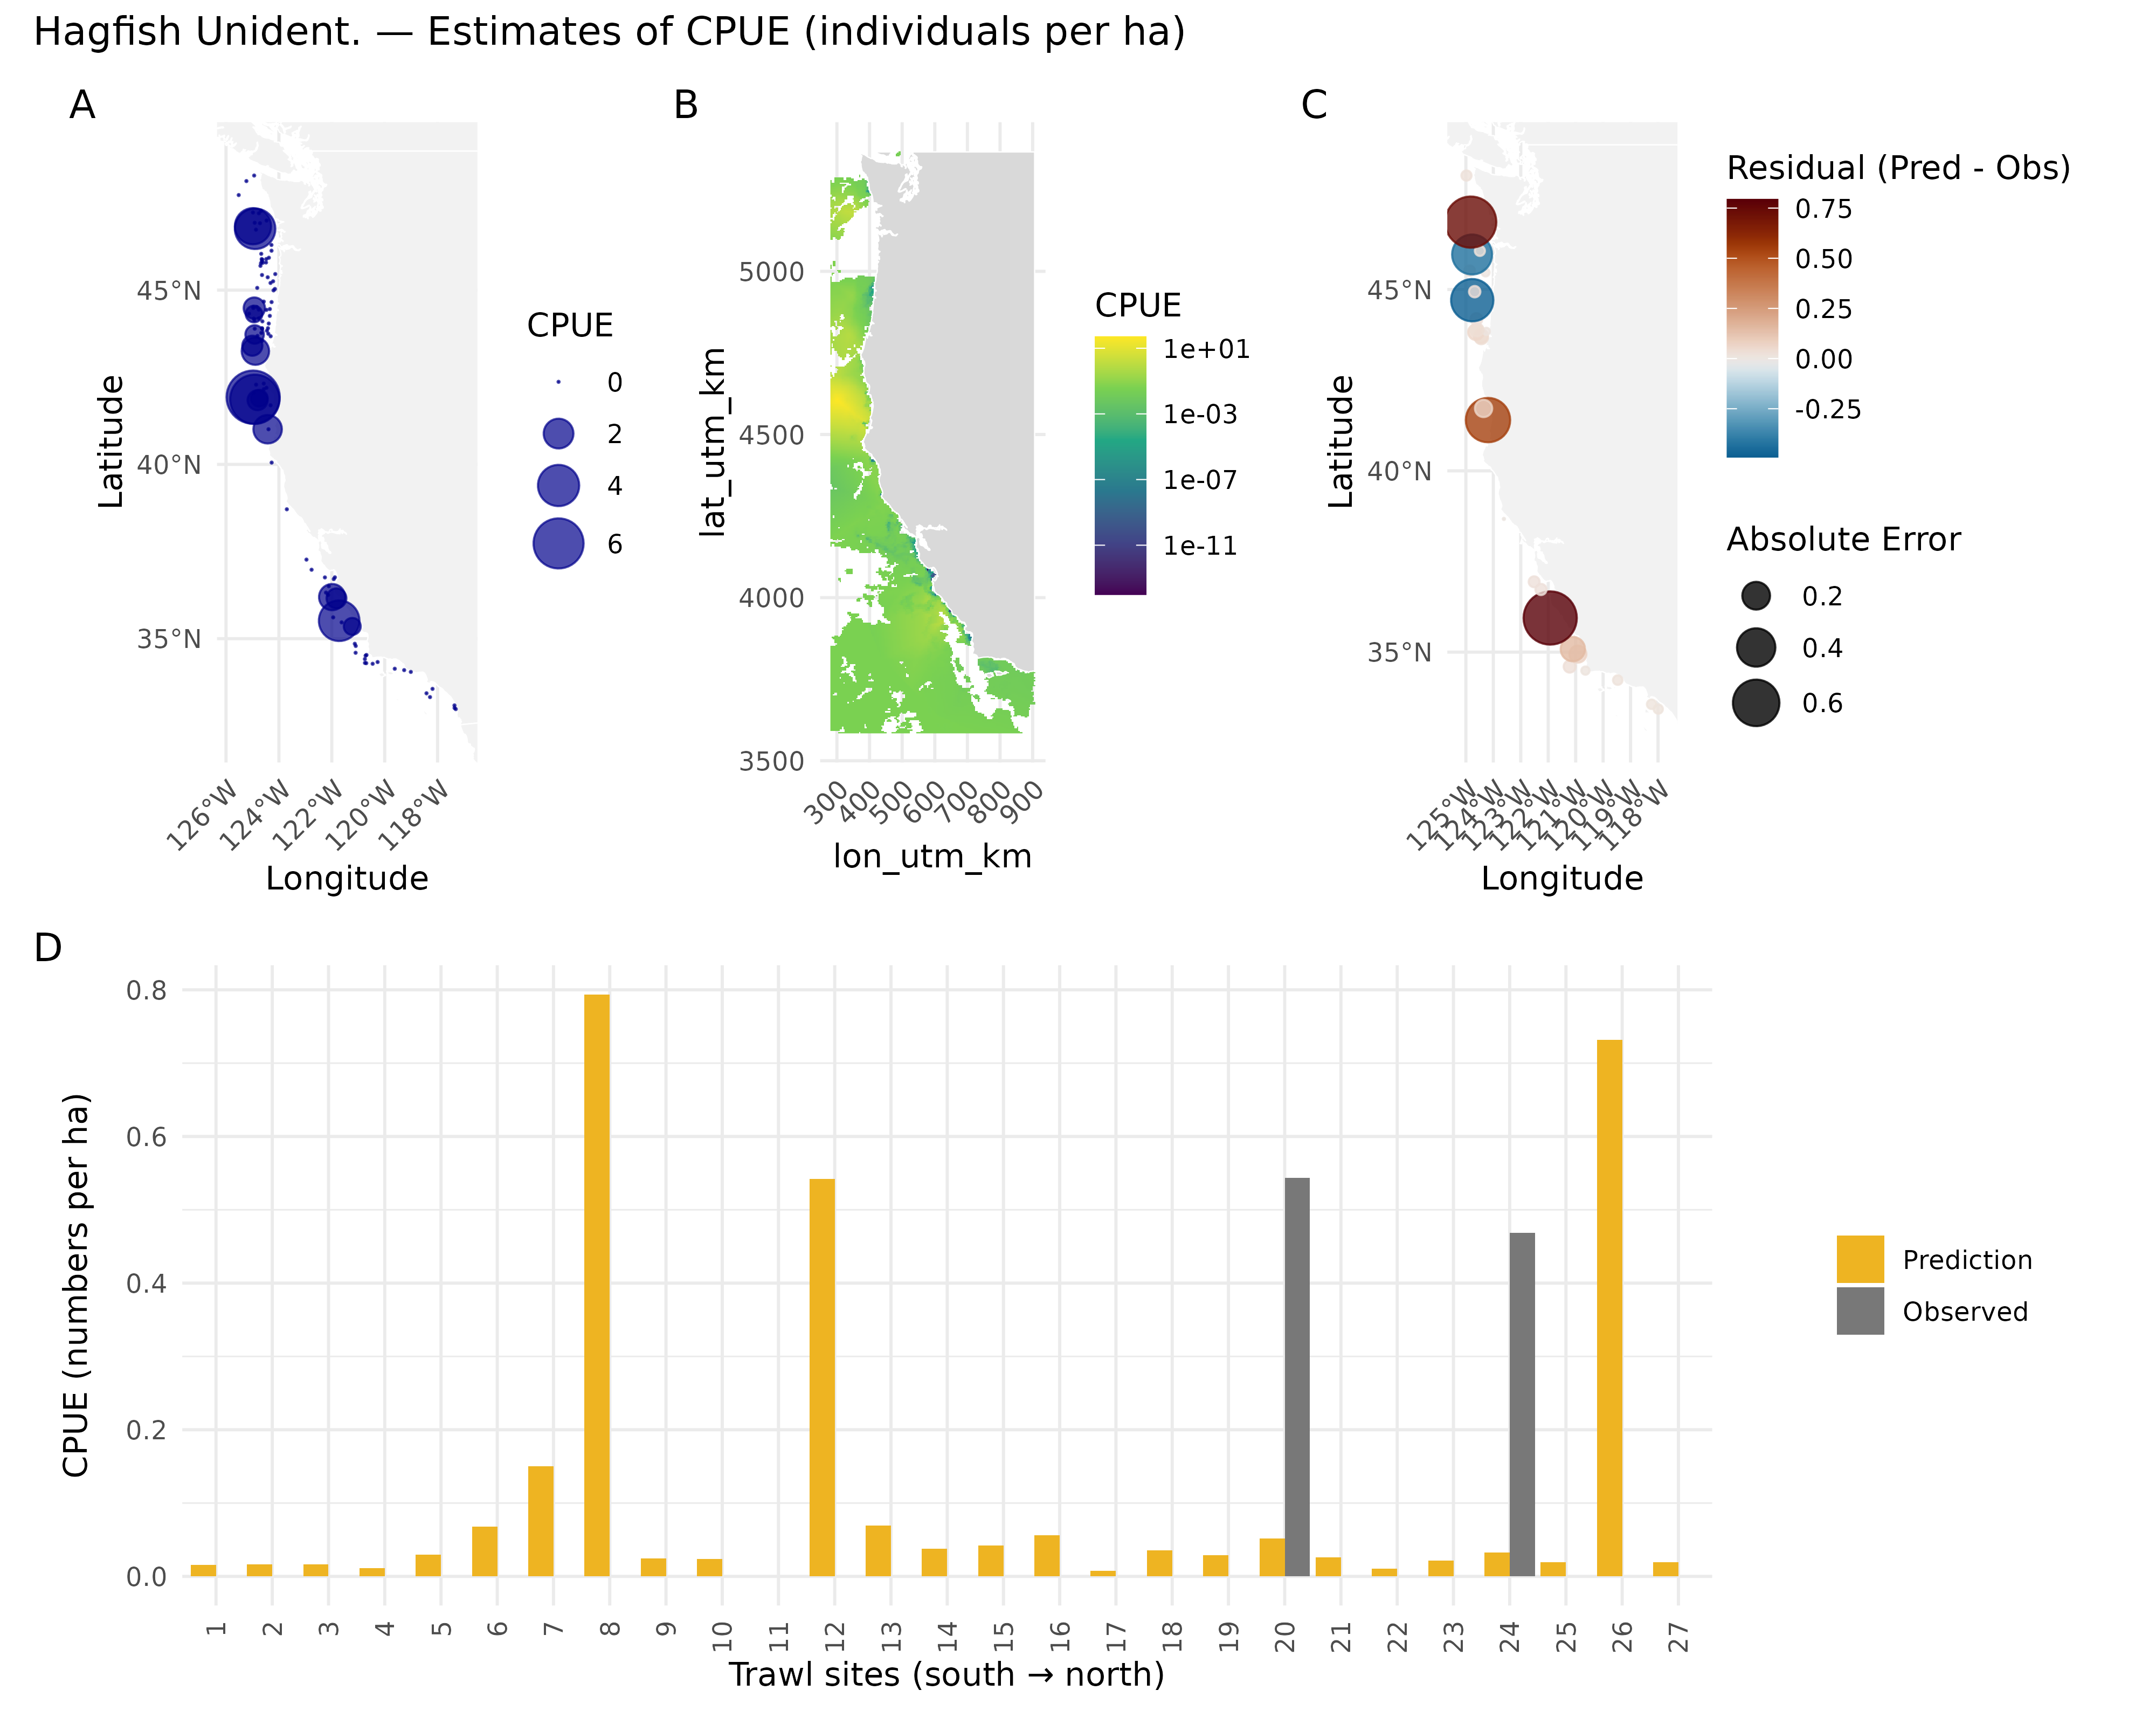 Hagfish Unident. — Estimates of CPUE (individuals per ha)
A
45°N
40°N
35°N
Latitude
126°W
124°W
122°W
120°W
118°W
Longitude
CPUE
0
2
4
6
B
5000
4500
4000
3500
lat_utm_km
300
400
500
600
700
800
900
lon_utm_km
CPUE
1e+01
1e-03
1e-07
1e-11
C
45°N
40°N
35°N
Latitude
125°W
124°W
123°W
122°W
121°W
120°W
119°W
118°W
Longitude
Residual (Pred - Obs)
0.75
0.50
0.25
0.00
-0.25
Absolute Error
0.2
0.4
0.6
D
0.8
0.6
0.4
0.2
0.0
CPUE (numbers per ha)
1
2
3
4
5
6
7
8
9
10
11
12
13
14
15
16
17
18
19
20
21
22
23
24
25
26
27
Trawl sites (south → north)
Prediction
Observed